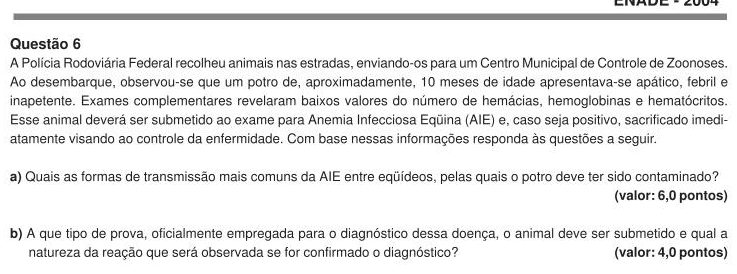 ENADE - 2004
Questão 6
A Polícia Rodoviária Federal recolheu animais nas estradas, enviando-os para um Centro Municipal de Controle de Zoonoses.
Ao desembarque, observou-se que um potro de, aproximadamente, 10 meses de idade apresentava-se apático, febril e
inapetente. Exames complementares revelaram baixos valores do número de hemácias, hemoglobinas e hematócritos.
Esse animal deverá ser submetido ao exame para Anemia Infecciosa Eqüina (AIE) e, caso seja positivo, sacrificado imedi-
atamente visando ao controle da enfermidade. Com base nessas informações responda às questões a seguir.
a) Quais as formas de transmissão mais comuns da AIE entre eqüídeos, pelas quais o potro deve ter sido contaminado?
(valor: 6,0 pontos)
b) A que tipo de prova, oficialmente empregada para o diagnóstico dessa doença, o animal deve ser submetido e qual a
natureza da reação que será observada se for confirmado o diagnóstico? (valor: 4,0 pontos)